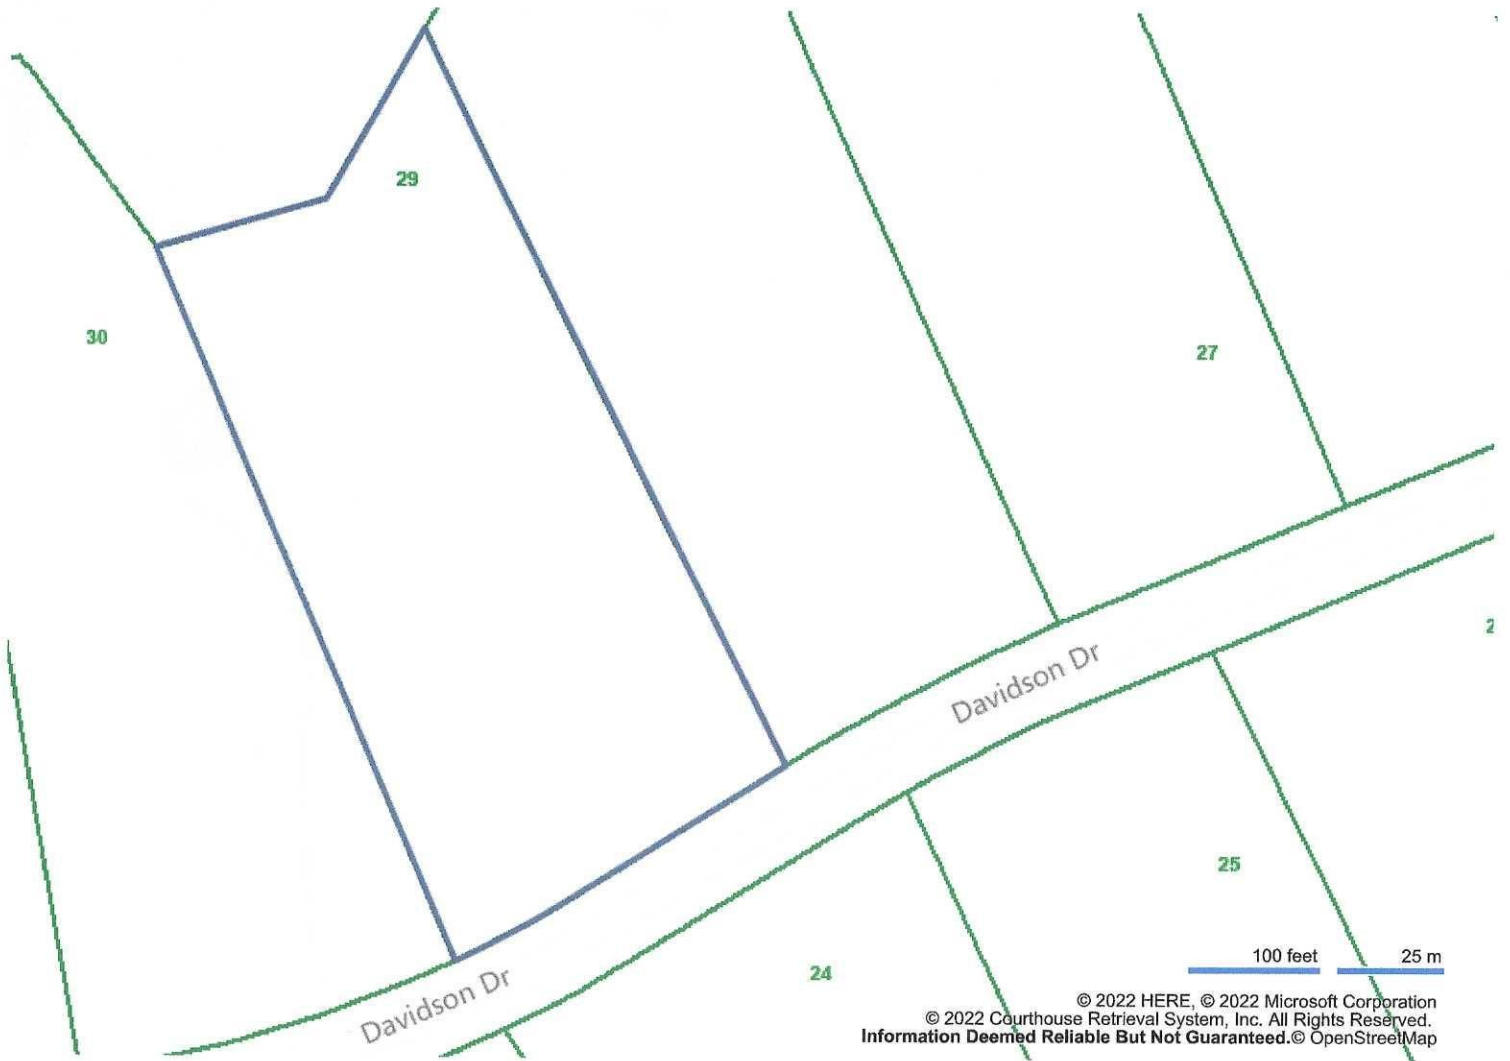 29
30
27
2
Davidson Dr
25
100 feet 25 m
24
Davidson Dr
© 2022 HERE, © 2022 Microsoft Corporation
© 2022 Courthouse Retrieval System, Inc. All Rights Reserved.
Information Deemed Reliable But Not Guaranteed.© OpenStreetMap